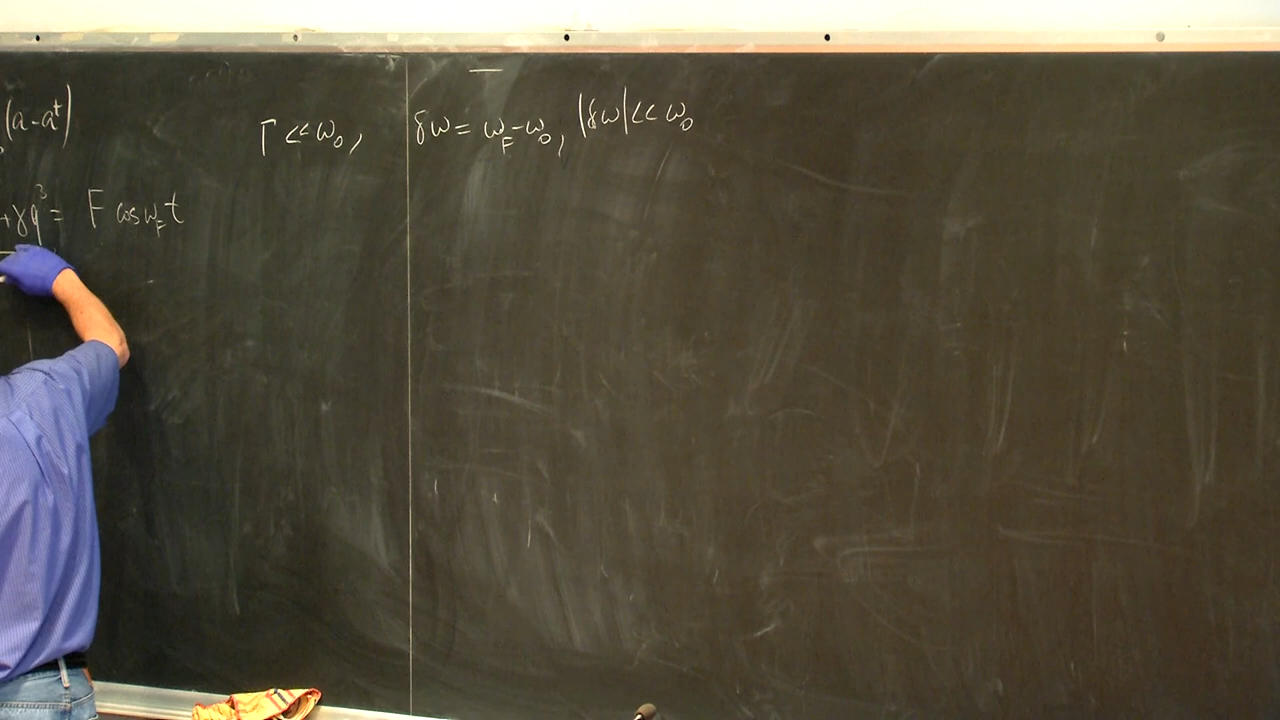 (a - a†)
Γ << ω₀, δω = ω_F - ω₀, |δω| << ω₀
+ γq³ = F cos ω_F t